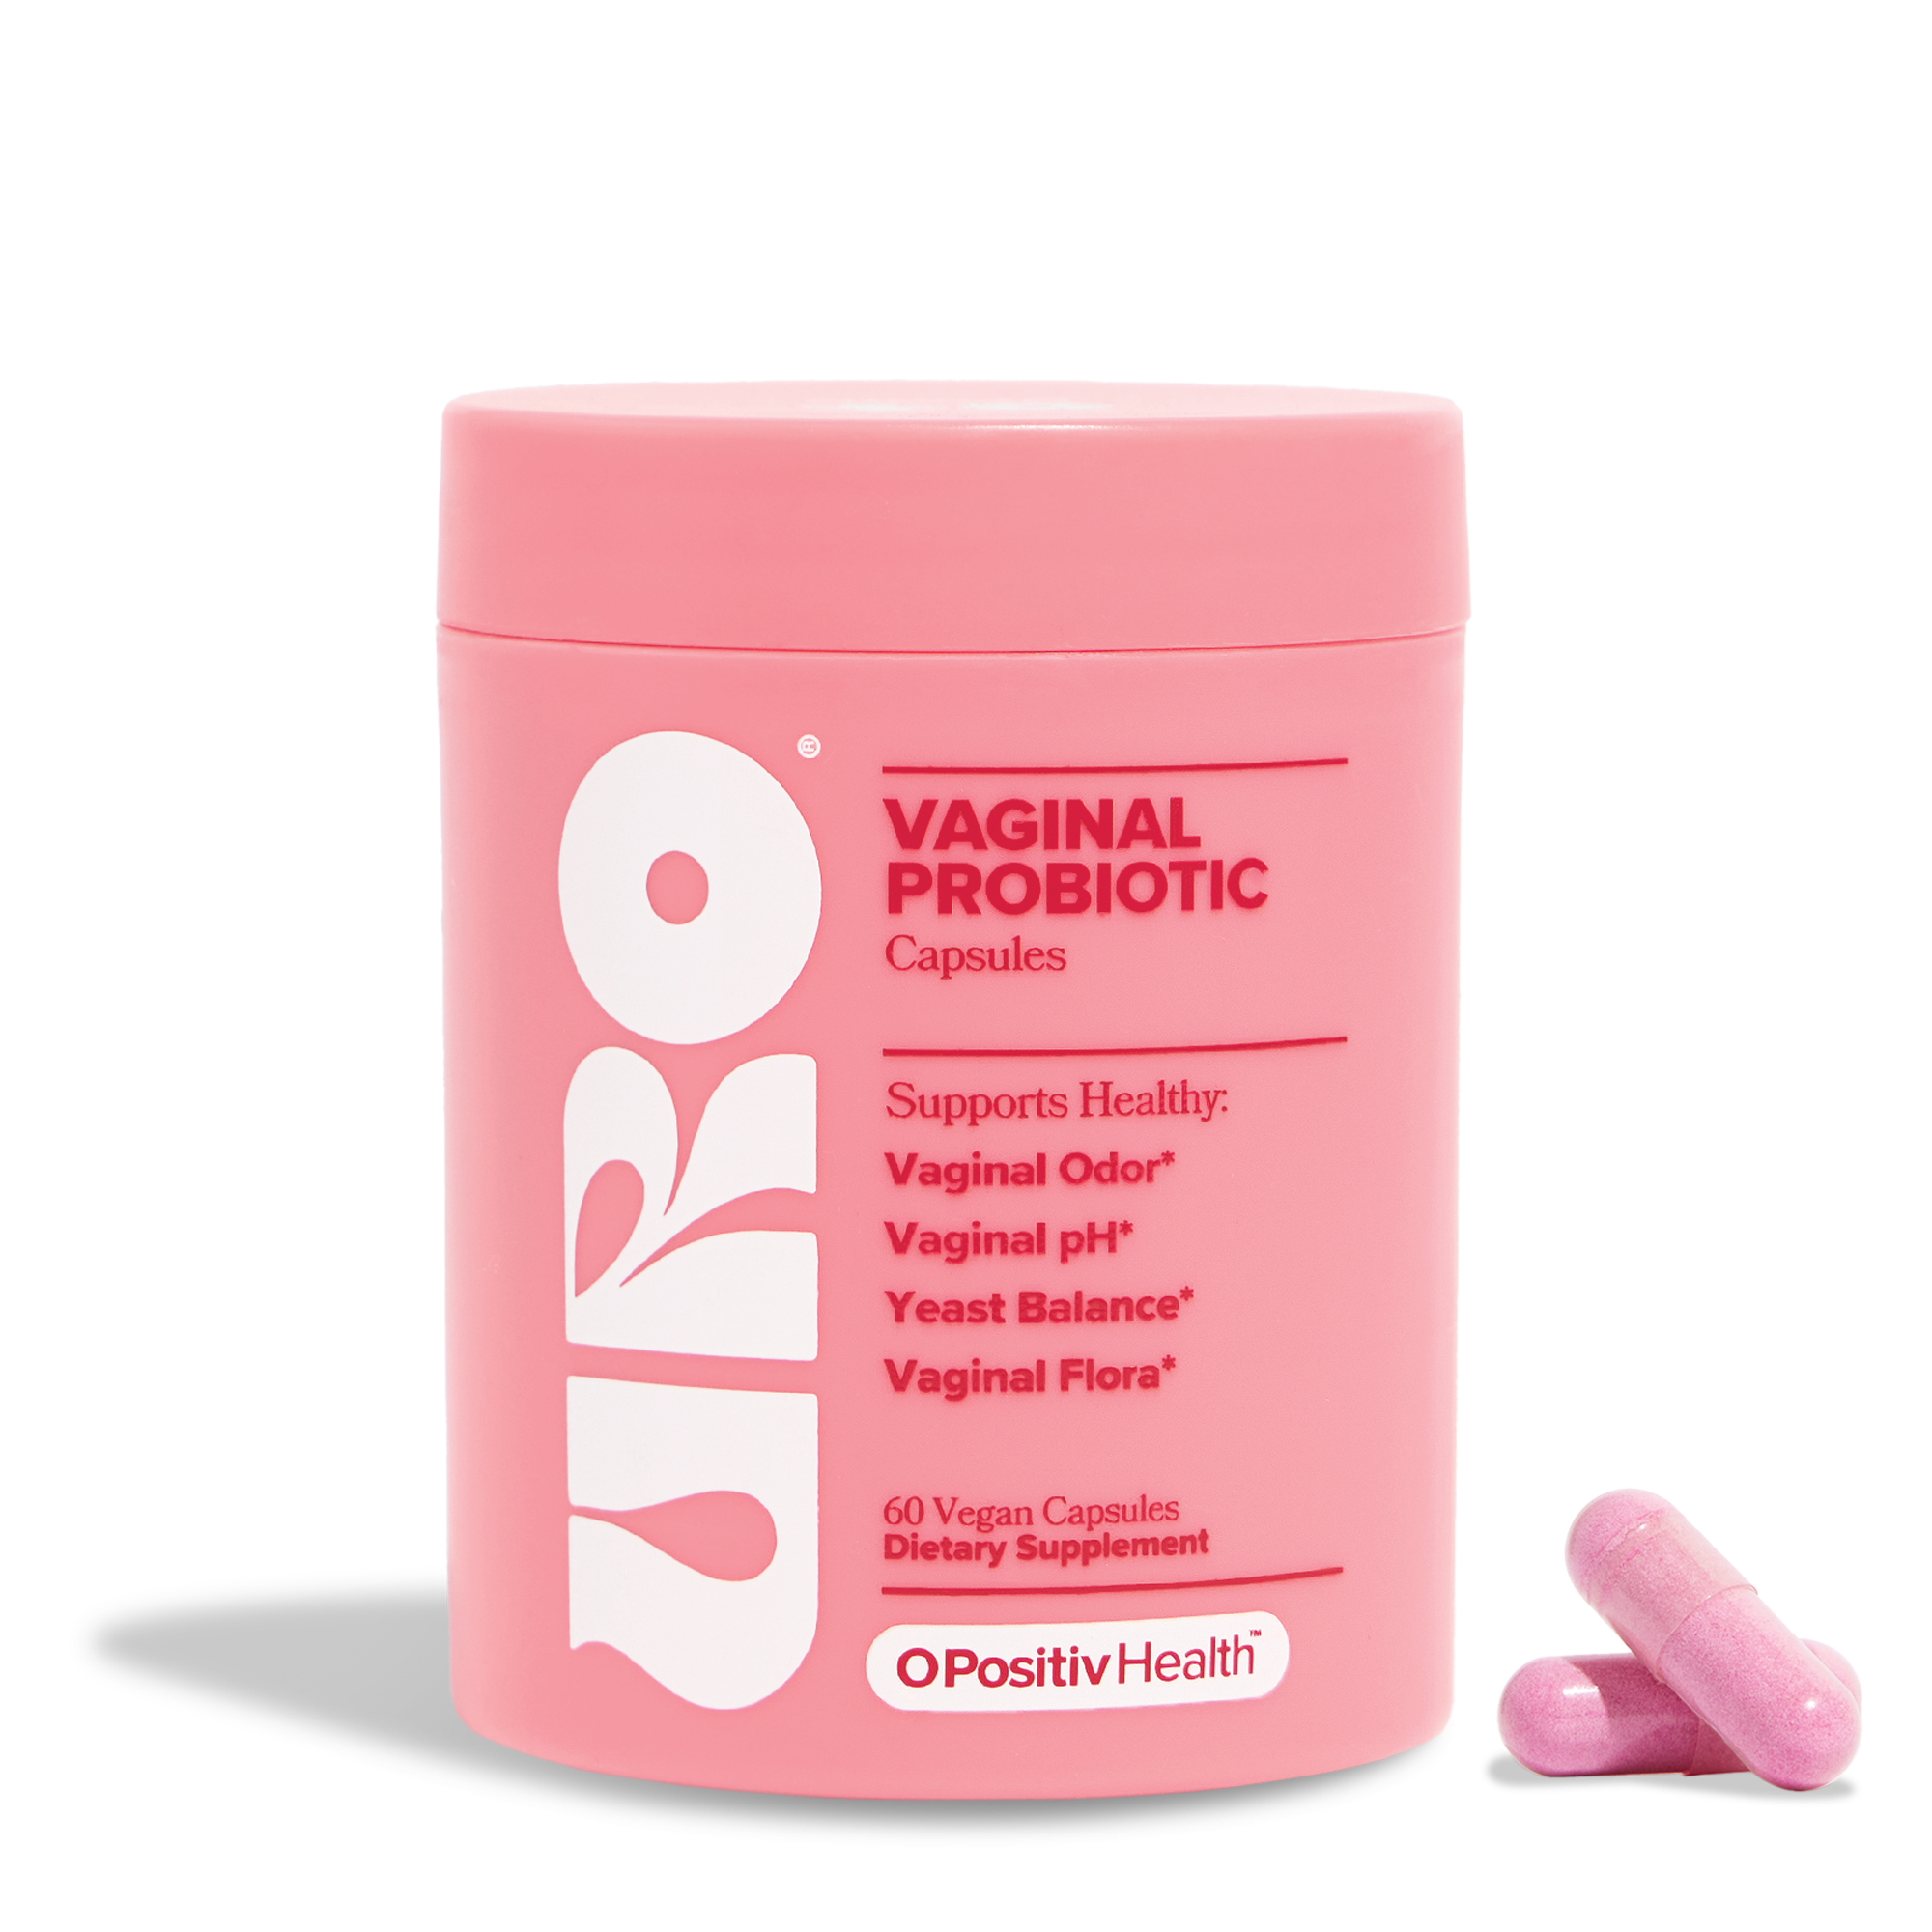 URO®
VAGINAL
PROBIOTIC
Capsules
Supports Healthy:
Vaginal Odor*
Vaginal pH*
Yeast Balance*
Vaginal Flora*
60 Vegan Capsules
Dietary Supplement
OPositivHealth™